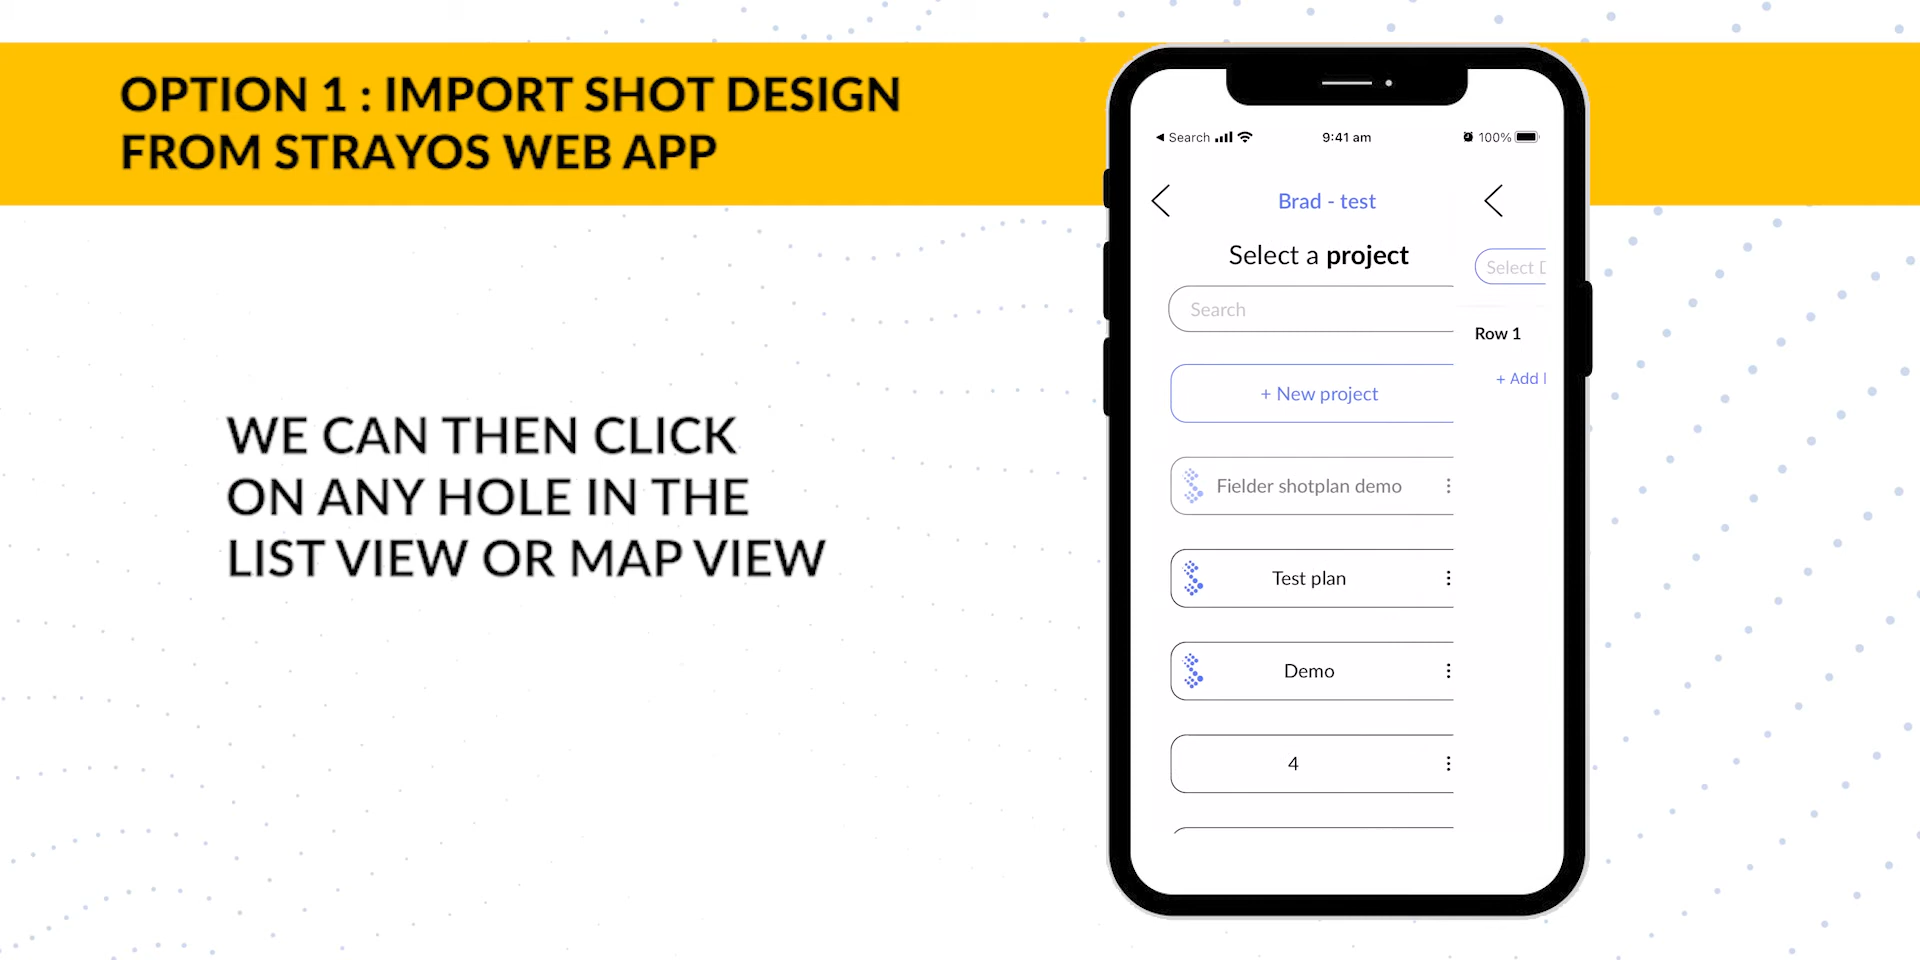 OPTION 1 : IMPORT SHOT DESIGN
FROM STRAYOS WEB APP
WE CAN THEN CLICK
ON ANY HOLE IN THE
LIST VIEW OR MAP VIEW
Search 9:41 am 100%
Brad - test
Select a project
Search
+ New project
Fielder shotplan demo
Test plan
Demo
4
Select
Row 1
+ Add